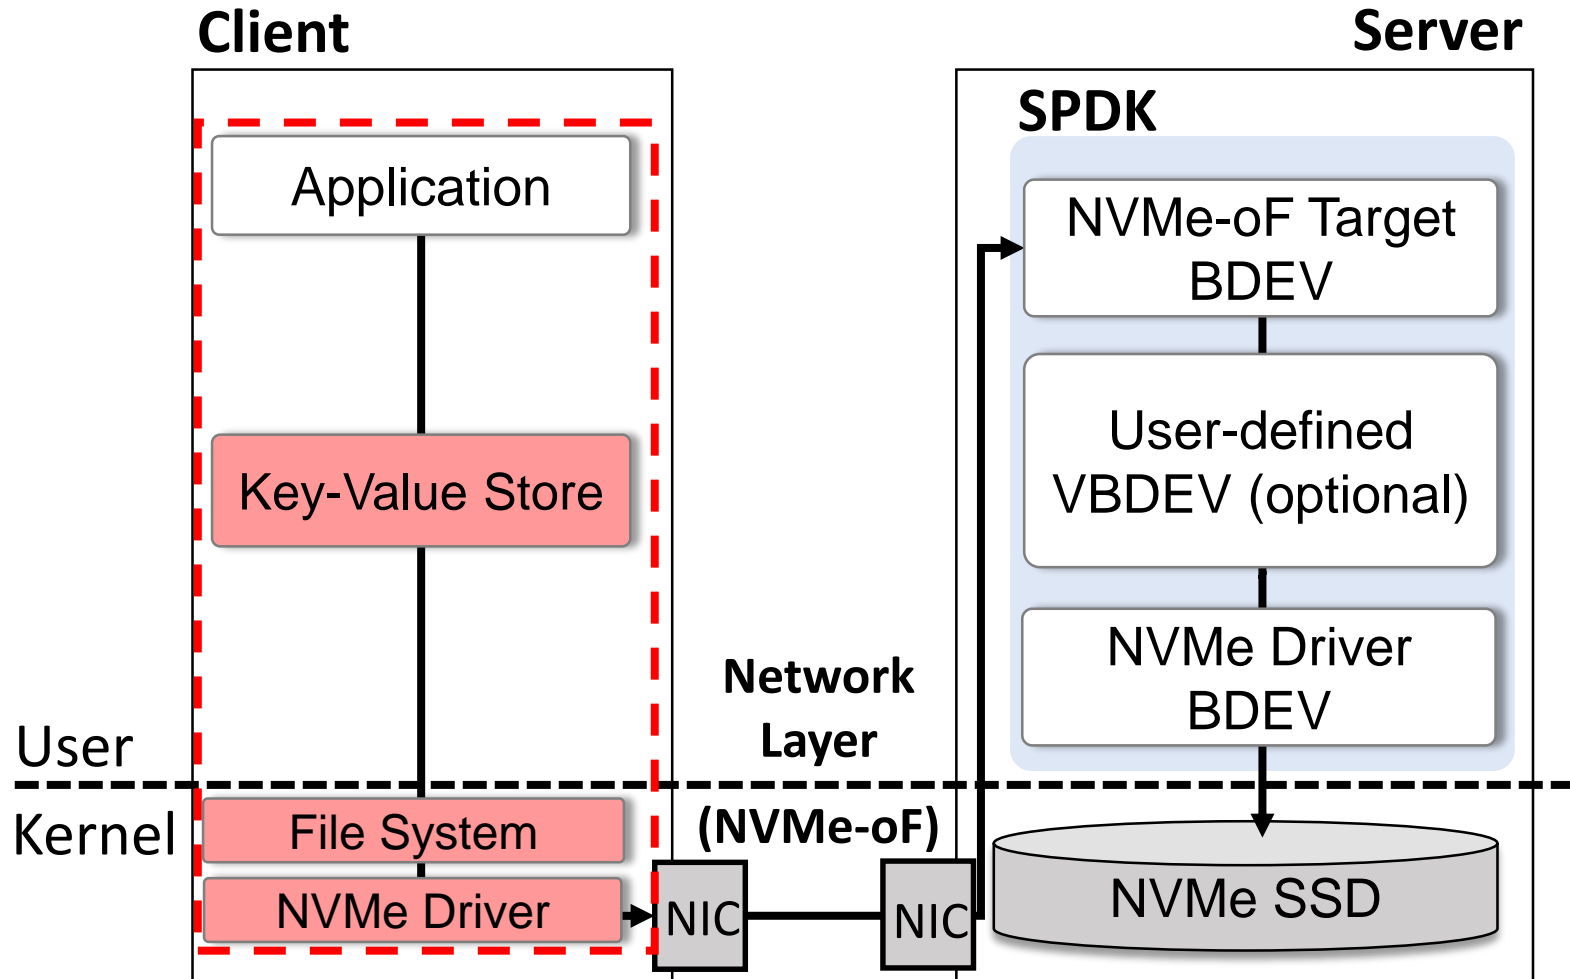 Client
Server
SPDK
Application
NVMe-oF Target
BDEV
Key-Value Store
User-defined
VBDEV (optional)
NVMe Driver
BDEV
Network
Layer
User
Kernel
(NVMe-oF)
File System
NVMe Driver
NIC
NIC
NVMe SSD